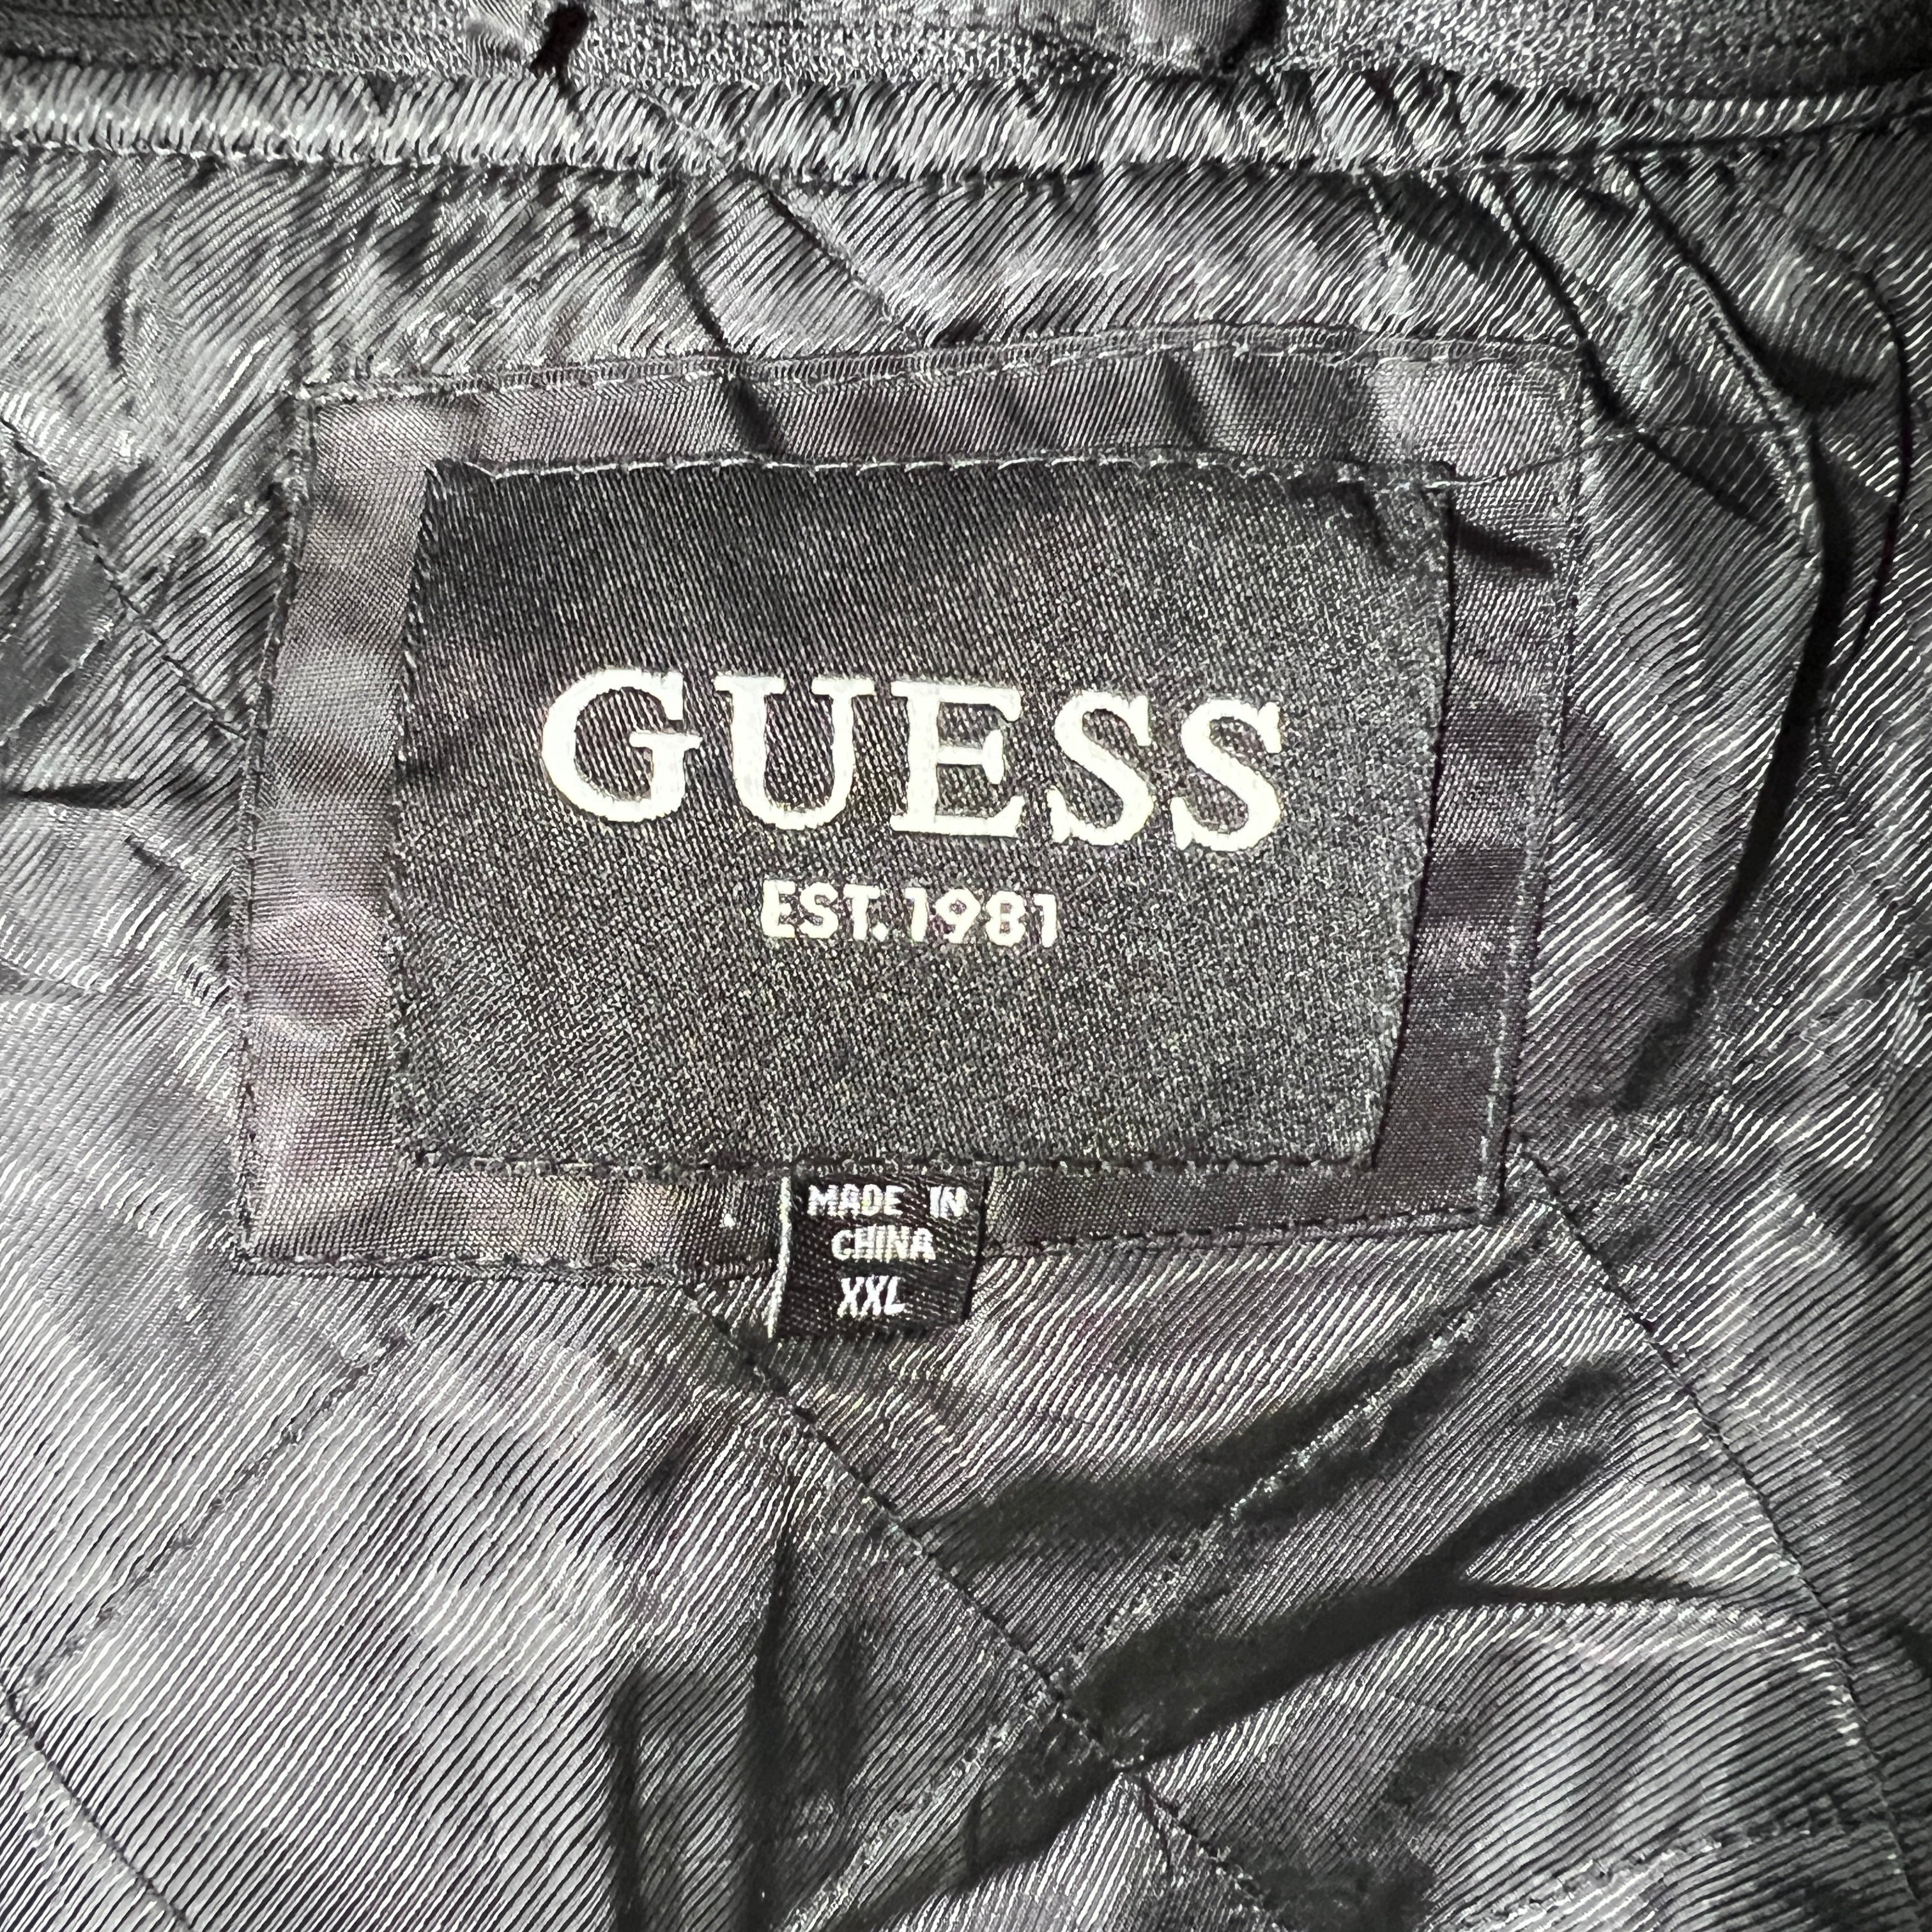 GUESS
EST. 1981
MADE IN
CHINA
XXL